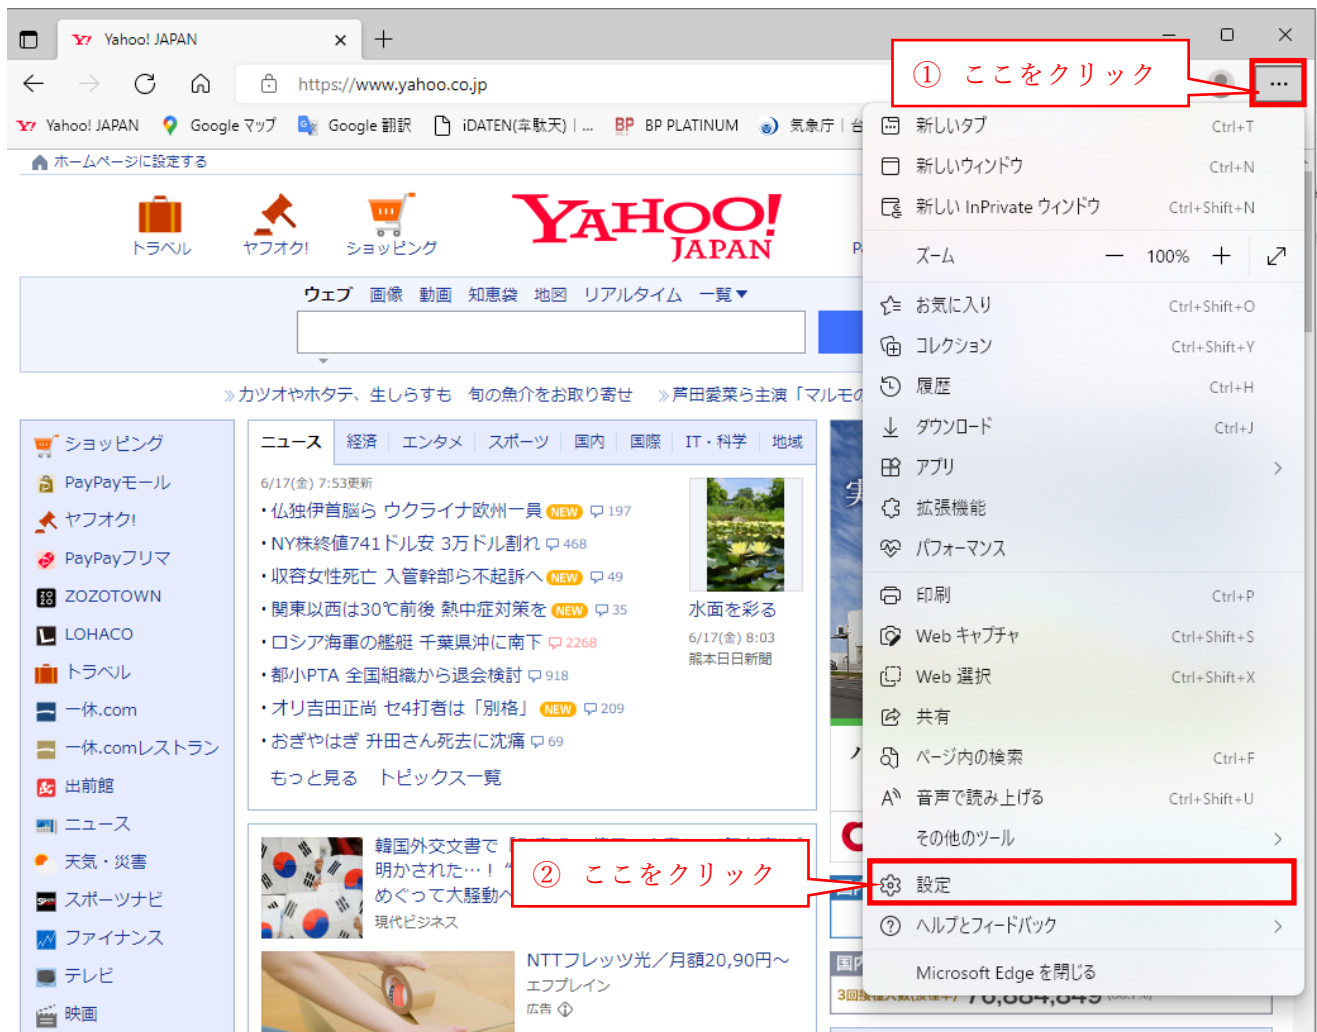 Yahoo! JAPAN
https://www.yahoo.co.jp
① ここをクリック
Yahoo! JAPAN
Google マップ
Google 翻訳
iDATEN(韋駄天) | ...
BP BP PLATINUM
気象庁 | 台
ホームページに設定する
トラベル
ヤフオク!
ショッピング
YAHOO!
JAPAN
ウェブ 画像 動画 知恵袋 地図 リアルタイム 一覧▼
カツオやホタテ、生しらすも 旬の魚介をお取り寄せ
芦田愛菜ら主演「マルモの
ショッピング
PayPayモール
ヤフオク!
PayPayフリマ
ZOZOTOWN
LOHACO
トラベル
一休.com
一休.comレストラン
出前館
ニュース
天気・災害
スポーツナビ
ファイナンス
テレビ
映画
ニュース 経済 エンタメ スポーツ 国内 国際 IT・科学 地域
6/17(金) 7:53更新
・仏独伊首脳ら ウクライナ欧州一員 NEW 197
・NY株終値741ドル安 3万ドル割れ 468
・収容女性死亡 入管幹部ら不起訴へ NEW 49
・関東以西は30℃前後 熱中症対策を NEW 35
・ロシア海軍の艦艇 千葉県沖に南下 2268
・都小PTA 全国組織から退会検討 918
・オリ吉田正尚 セ4打者は「別格」 NEW 209
・おぎやはぎ 升田さん死去に沈痛 69
もっと見る トピックス一覧
水面を彩る
6/17(金) 8:03
熊本日日新聞
韓国外交文書で
明かされた…！“
めぐって大騒動へ
現代ビジネス
② ここをクリック
NTTフレッツ光／月額20,90円～
エフプレイン
広告
新しいタブ Ctrl+T
新しいウィンドウ Ctrl+N
新しい InPrivate ウィンドウ Ctrl+Shift+N
ズーム — 100% +
お気に入り Ctrl+Shift+O
コレクション Ctrl+Shift+Y
履歴 Ctrl+H
ダウンロード Ctrl+J
アプリ
拡張機能
パフォーマンス
印刷 Ctrl+P
Web キャプチャ Ctrl+Shift+S
Web 選択 Ctrl+Shift+X
共有
ページ内の検索 Ctrl+F
音声で読み上げる Ctrl+Shift+U
その他のツール
設定
ヘルプとフィードバック
Microsoft Edge を閉じる